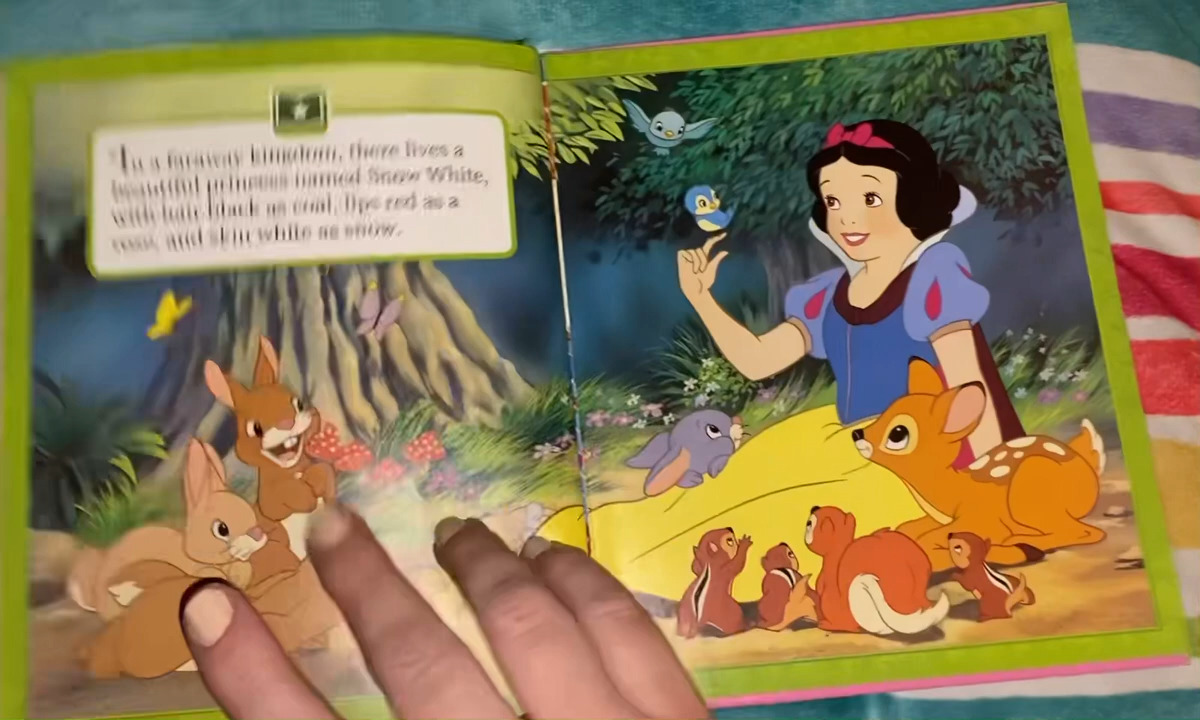 In a faraway kingdom, there lives a
beautiful princess named Snow White,
with hair black as coal, lips red as a
rose, and skin white as snow.